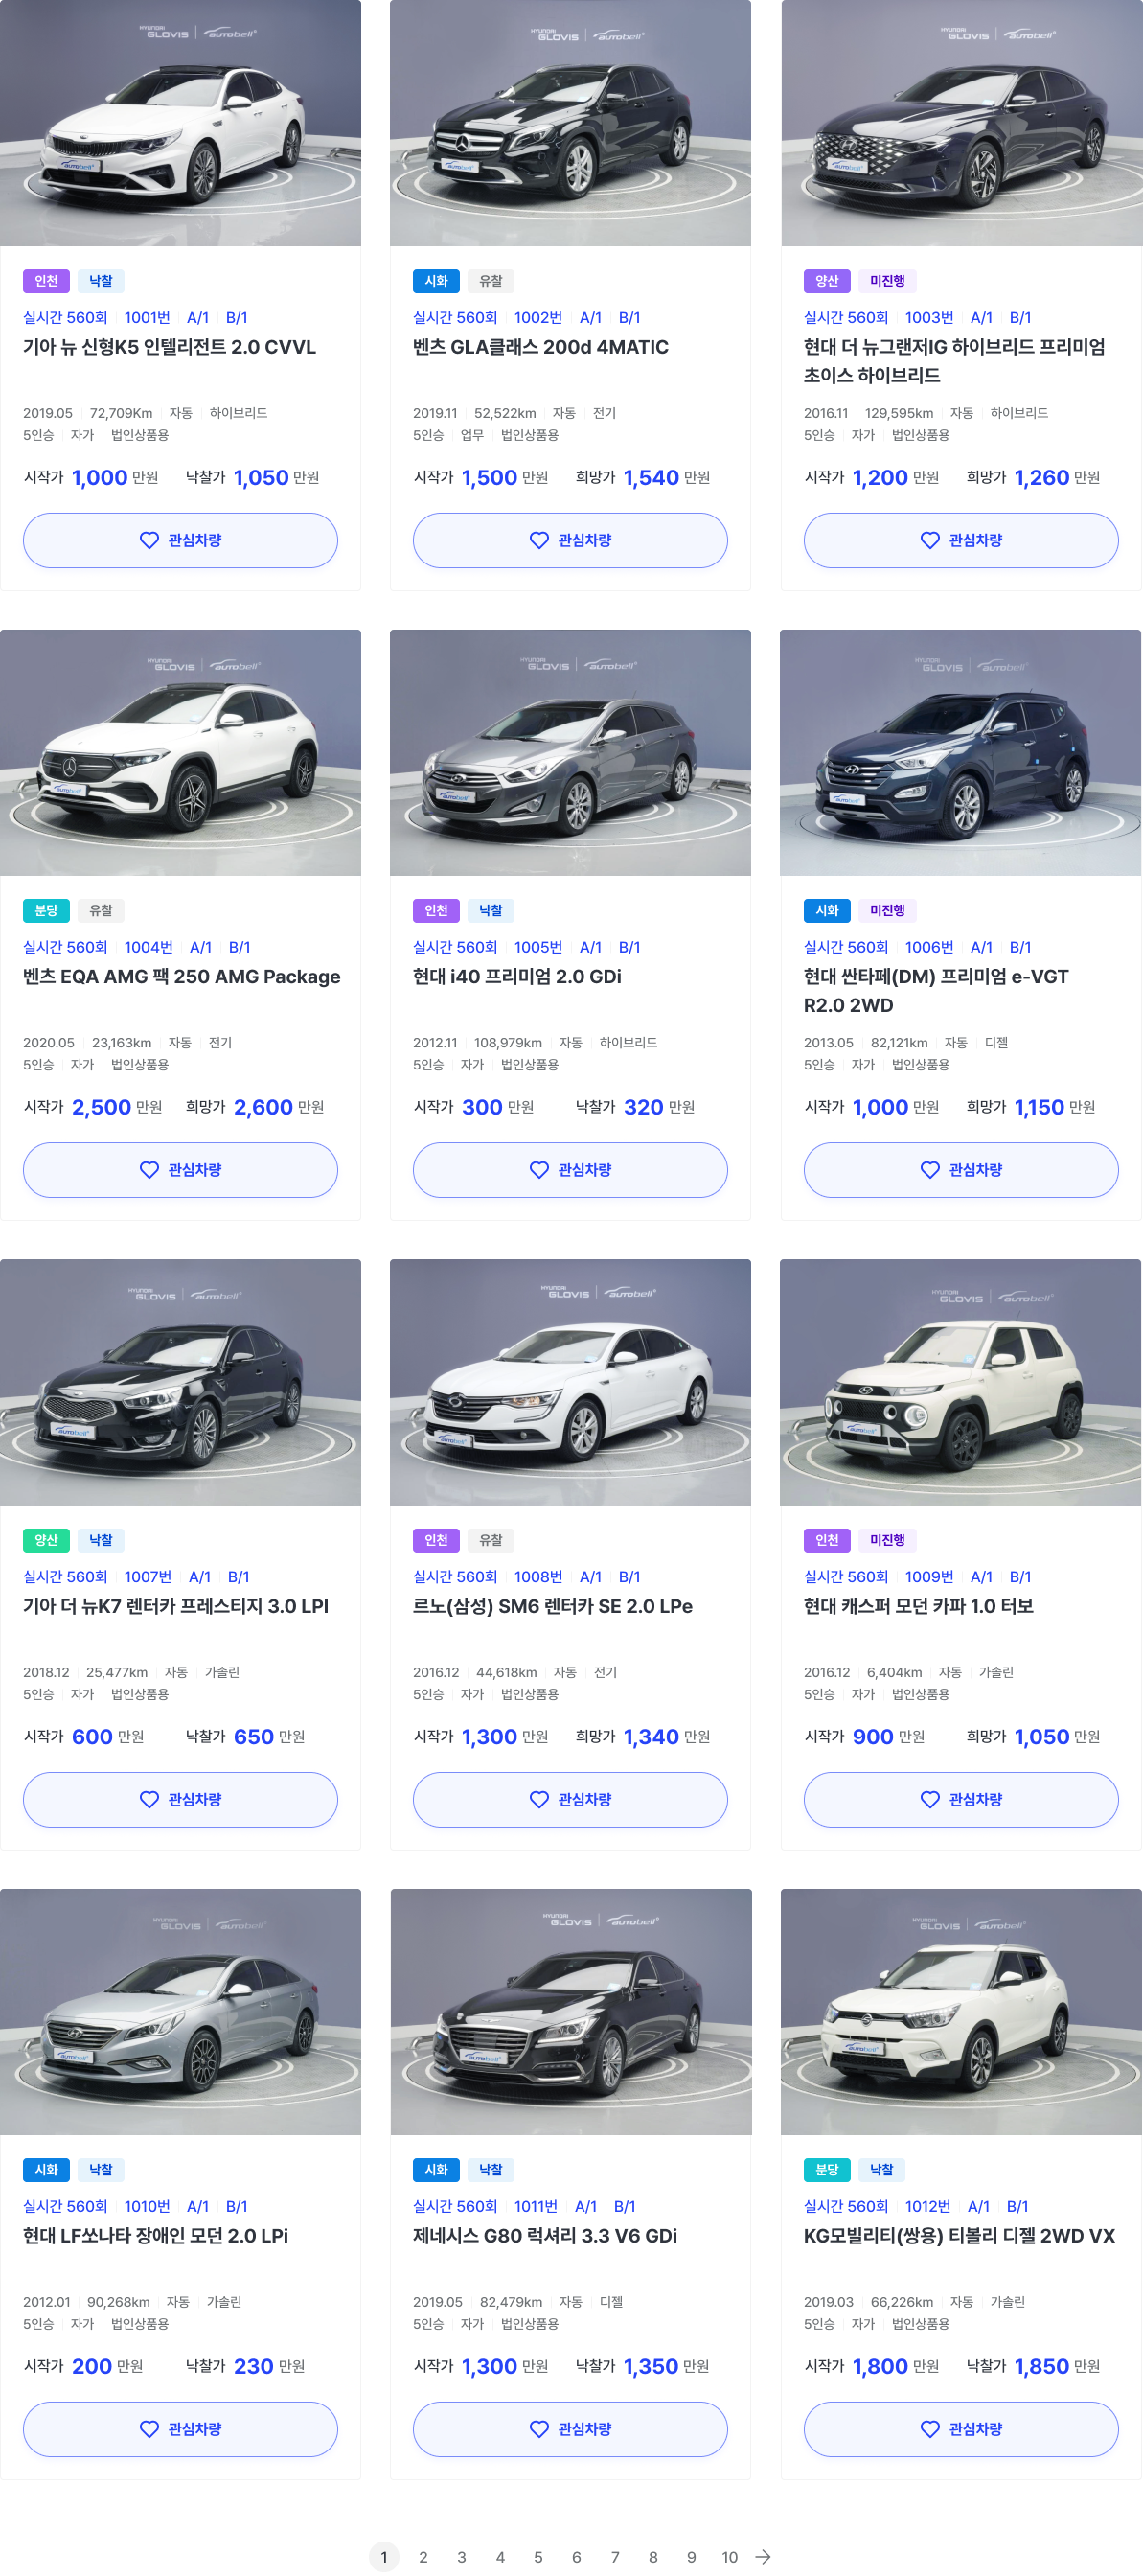 HYUNDAI GLOVIS | autobell
HYUNDAI GLOVIS | autobell
HYUNDAI GLOVIS | autobell
autobell
autobell
autobell
인천 낙찰
실시간 560회 1001번 A/1 B/1
기아 뉴 신형K5 인텔리전트 2.0 CVVL
2019.05 72,709Km 자동 하이브리드
5인승 자가 법인상품용
시작가 1,000 만원 낙찰가 1,050 만원
관심차량
시화 유찰
실시간 560회 1002번 A/1 B/1
벤츠 GLA클래스 200d 4MATIC
2019.11 52,522km 자동 전기
5인승 업무 법인상품용
시작가 1,500 만원 희망가 1,540 만원
관심차량
양산 미진행
실시간 560회 1003번 A/1 B/1
현대 더 뉴그랜저IG 하이브리드 프리미엄
초이스 하이브리드
2016.11 129,595km 자동 하이브리드
5인승 자가 법인상품용
시작가 1,200 만원 희망가 1,260 만원
관심차량
HYUNDAI GLOVIS | autobell
HYUNDAI GLOVIS | autobell
HYUNDAI GLOVIS | autobell
autobell
autobell
autobell
분당 유찰
실시간 560회 1004번 A/1 B/1
벤츠 EQA AMG 팩 250 AMG Package
2020.05 23,163km 자동 전기
5인승 자가 법인상품용
시작가 2,500 만원 희망가 2,600 만원
관심차량
인천 낙찰
실시간 560회 1005번 A/1 B/1
현대 i40 프리미엄 2.0 GDi
2012.11 108,979km 자동 하이브리드
5인승 자가 법인상품용
시작가 300 만원 낙찰가 320 만원
관심차량
시화 미진행
실시간 560회 1006번 A/1 B/1
현대 싼타페(DM) 프리미엄 e-VGT
R2.0 2WD
2013.05 82,121km 자동 디젤
5인승 자가 법인상품용
시작가 1,000 만원 희망가 1,150 만원
관심차량
HYUNDAI GLOVIS | autobell
HYUNDAI GLOVIS | autobell
HYUNDAI GLOVIS | autobell
autobell
autobell
autobell
양산 낙찰
실시간 560회 1007번 A/1 B/1
기아 더 뉴K7 렌터카 프레스티지 3.0 LPI
2018.12 25,477km 자동 가솔린
5인승 자가 법인상품용
시작가 600 만원 낙찰가 650 만원
관심차량
인천 유찰
실시간 560회 1008번 A/1 B/1
르노(삼성) SM6 렌터카 SE 2.0 LPe
2016.12 44,618km 자동 전기
5인승 자가 법인상품용
시작가 1,300 만원 희망가 1,340 만원
관심차량
인천 미진행
실시간 560회 1009번 A/1 B/1
현대 캐스퍼 모던 카파 1.0 터보
2016.12 6,404km 자동 가솔린
5인승 자가 법인상품용
시작가 900 만원 희망가 1,050 만원
관심차량
HYUNDAI GLOVIS | autobell
HYUNDAI GLOVIS | autobell
HYUNDAI GLOVIS | autobell
autobell
autobell
autobell
시화 낙찰
실시간 560회 1010번 A/1 B/1
현대 LF쏘나타 장애인 모던 2.0 LPi
2012.01 90,268km 자동 가솔린
5인승 자가 법인상품용
시작가 200 만원 낙찰가 230 만원
관심차량
시화 낙찰
실시간 560회 1011번 A/1 B/1
제네시스 G80 럭셔리 3.3 V6 GDi
2019.05 82,479km 자동 디젤
5인승 자가 법인상품용
시작가 1,300 만원 낙찰가 1,350 만원
관심차량
분당 낙찰
실시간 560회 1012번 A/1 B/1
KG모빌리티(쌍용) 티볼리 디젤 2WD VX
2019.03 66,226km 자동 가솔린
5인승 자가 법인상품용
시작가 1,800 만원 낙찰가 1,850 만원
관심차량
1 2 3 4 5 6 7 8 9 10